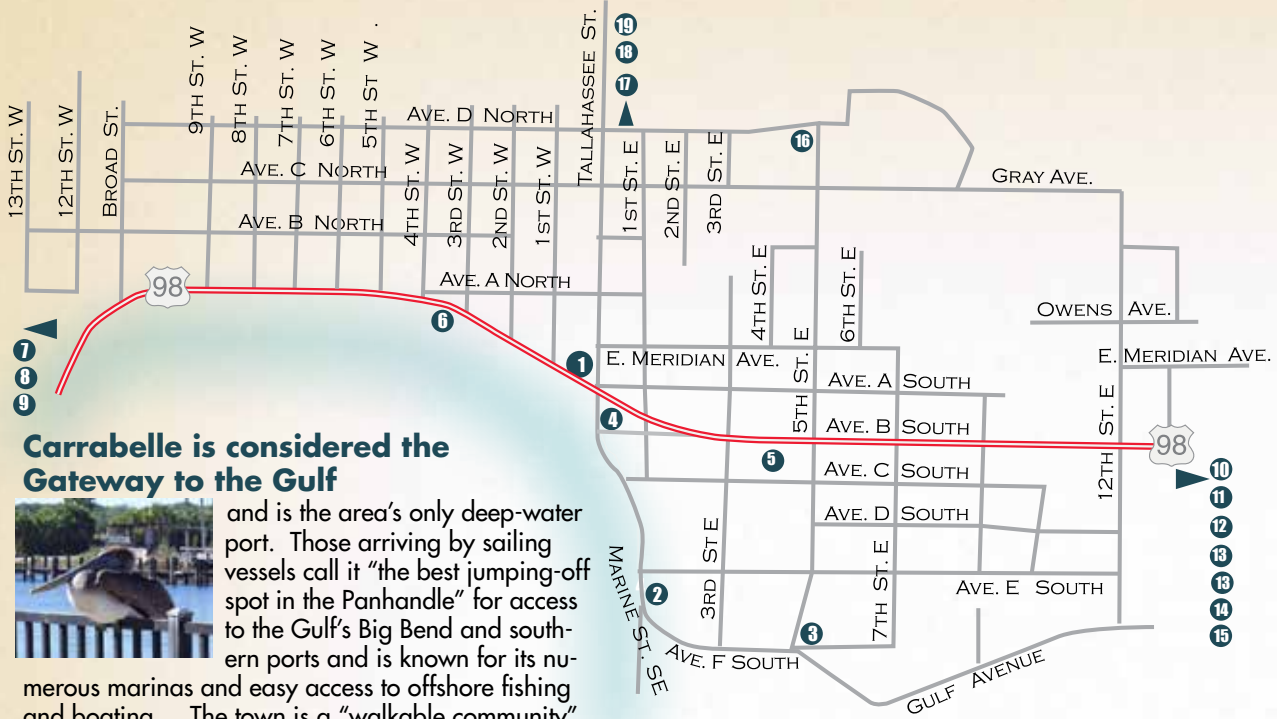 13th St. W
12th St. W
Broad St.
9th St. W
8th St. W
7th St. W
6th St. W
5th St W .
4th St. W
3rd St. W
2nd St. W
1st St. W
Tallahassee St.
19
18
17
Ave. D North
Ave. C North
Ave. B North
Ave. A North
1st St. E
2nd St. E
3rd St. E
16
Gray Ave.
98
6
7
8
9
1
4
5
E. Meridian Ave.
4th St. E
5th St. E
6th St. E
Owens Ave.
E. Meridian Ave.
Ave. A South
Ave. B South
Ave. C South
Ave. D South
12th St. E
98
10
11
12
13
13
14
15
Ave. E South
7th St. E
3rd St E
2
3
Marine St. SE
Ave. F South
Gulf Avenue
Carrabelle is considered the
Gateway to the Gulf
and is the area’s only deep-water
port. Those arriving by sailing
vessels call it “the best jumping-off
spot in the Panhandle” for access
to the Gulf’s Big Bend and south-
ern ports and is known for its nu-
merous marinas and easy access to offshore fishing
and boating. The town is a “walkable community”